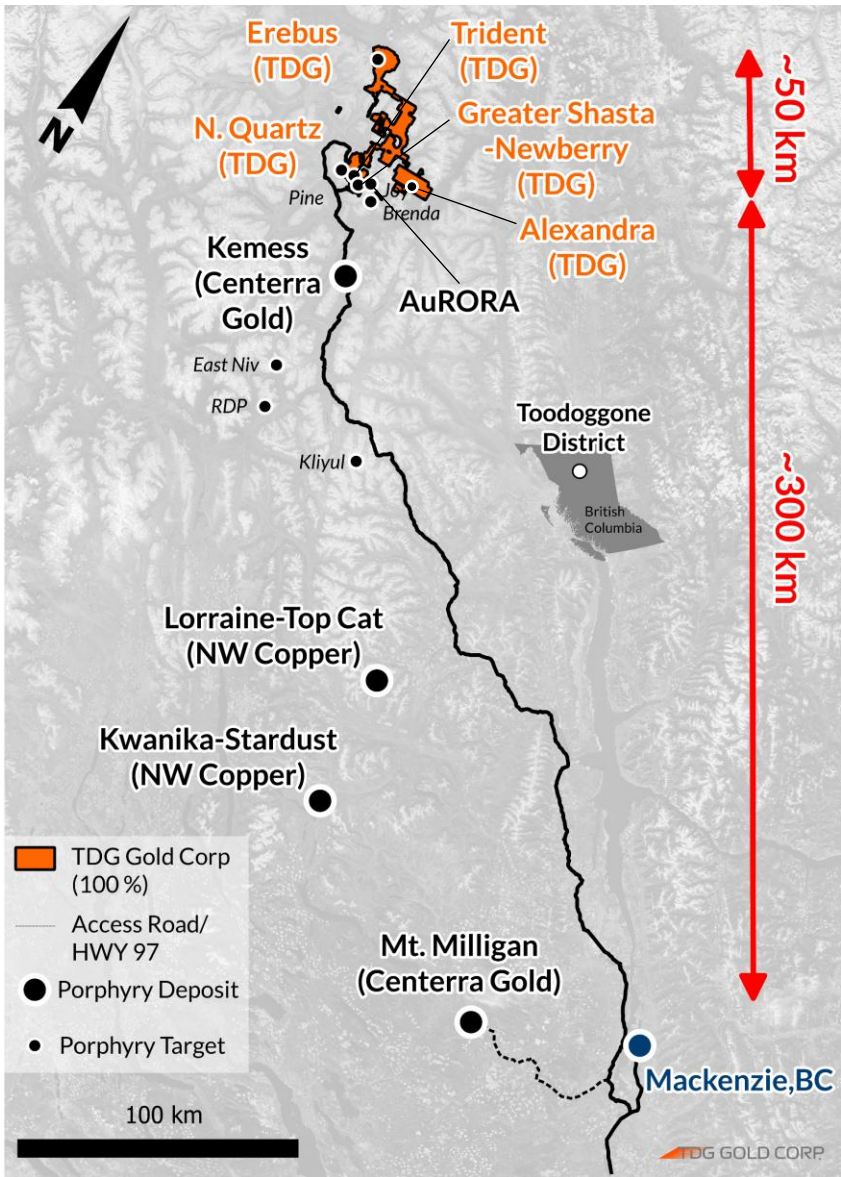 Erebus
(TDG)
Trident
(TDG)
N. Quartz
(TDG)
Greater Shasta
-Newberry
(TDG)
N
Pine
Joy
Brenda
Alexandra
(TDG)
Kemess
(Centerra
Gold)
AuRORA
~50 km
East Niv
RDP
Kliyul
Toodoggone
District
British
Columbia
~300 km
Lorraine-Top Cat
(NW Copper)
Kwanika-Stardust
(NW Copper)
TDG Gold Corp
(100 %)
Access Road/
HWY 97
Porphyry Deposit
Porphyry Target
Mt. Milligan
(Centerra Gold)
Mackenzie,BC
100 km
TDG GOLD CORP.